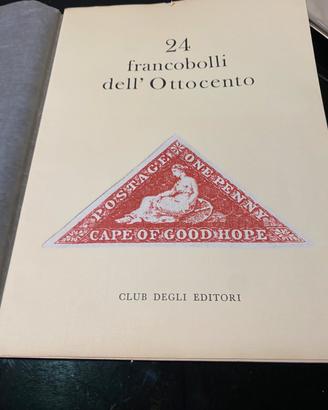 24
francobolli
dell'Ottocento
POSTAGE.
ONE PENNY
CAPE OF GOOD HOPE
CLUB DEGLI EDITORI